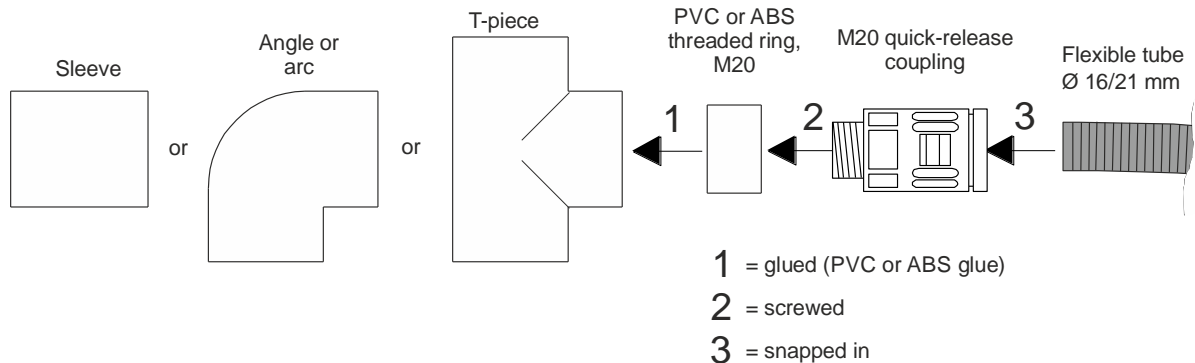 Sleeve
or
Angle or
arc
or
T-piece
1
PVC or ABS
threaded ring,
M20
2
M20 quick-release
coupling
3
Flexible tube
Ø 16/21 mm
1 = glued (PVC or ABS glue)
2 = screwed
3 = snapped in